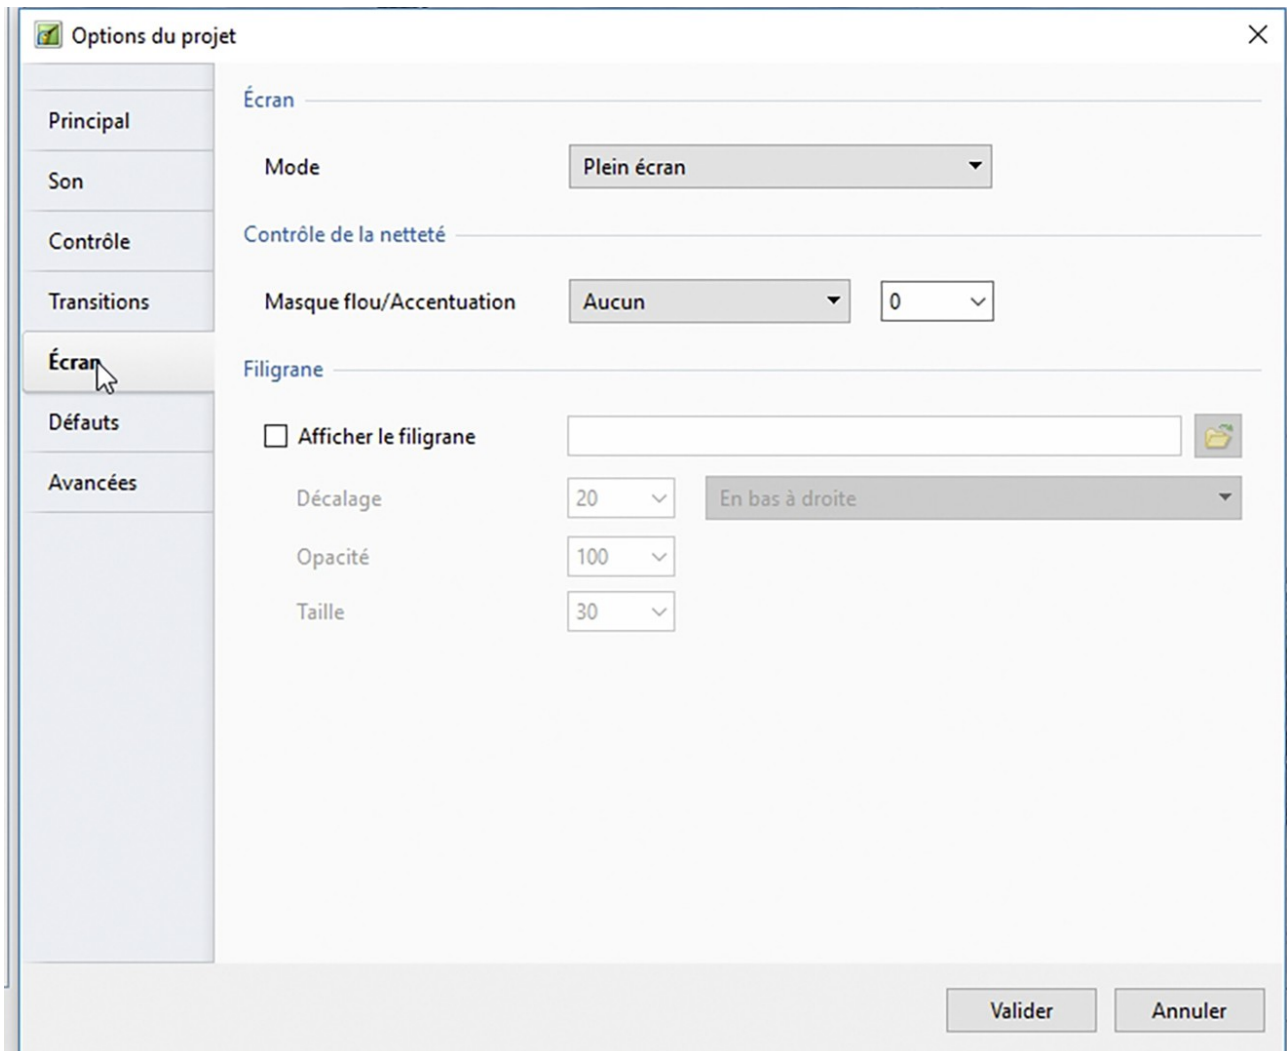 Options du projet
Principal
Son
Contrôle
Transitions
Écran
Défauts
Avancées
Écran
Mode Plein écran
Contrôle de la netteté
Masque flou/Accentuation Aucun 0
Filigrane
Afficher le filigrane
Décalage 20 En bas à droite
Opacité 100
Taille 30
Valider Annuler